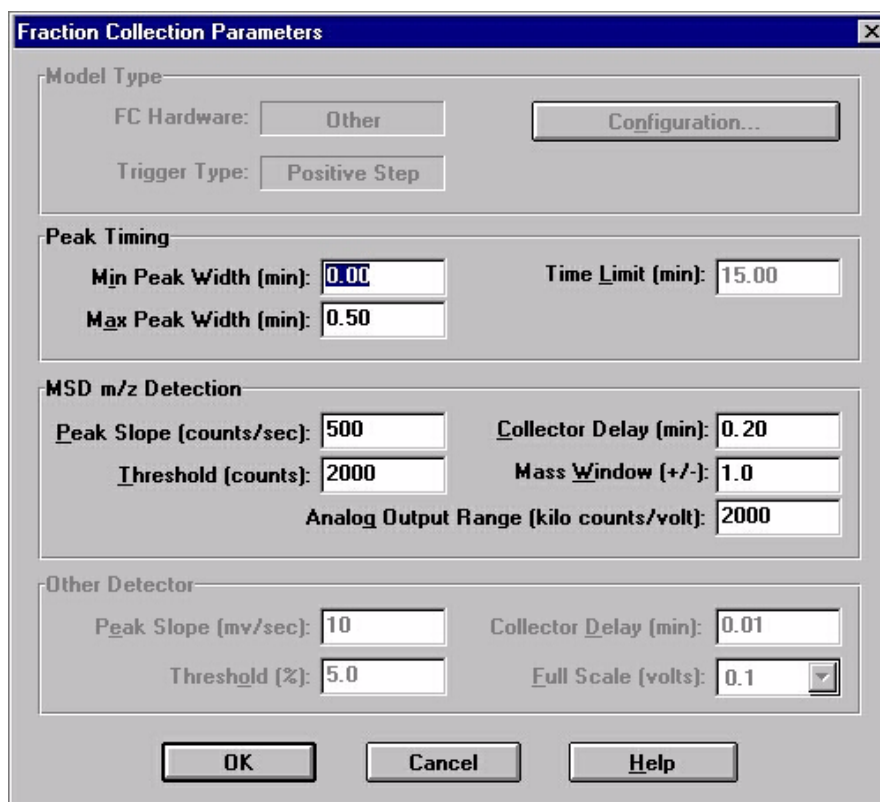 Fraction Collection Parameters
Model Type
FC Hardware: Other Configuration...
Trigger Type: Positive Step
Peak Timing
Min Peak Width (min): 0.00 Time Limit (min): 15.00
Max Peak Width (min): 0.50
MSD m/z Detection
Peak Slope (counts/sec): 500 Collector Delay (min): 0.20
Threshold (counts): 2000 Mass Window (+/-): 1.0
Analog Output Range (kilo counts/volt): 2000
Other Detector
Peak Slope (mv/sec): 10 Collector Delay (min): 0.01
Threshold (%): 5.0 Full Scale (volts): 0.1
OK Cancel Help